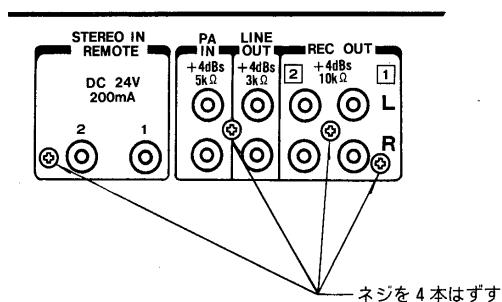 STEREO IN
REMOTE
DC 24V
200mA
2 1
PA
IN
+4dBs
5kΩ
LINE
OUT
+4dBs
3kΩ
REC OUT
2 +4dBs 1
10kΩ
L
R
ネジを4本はずす